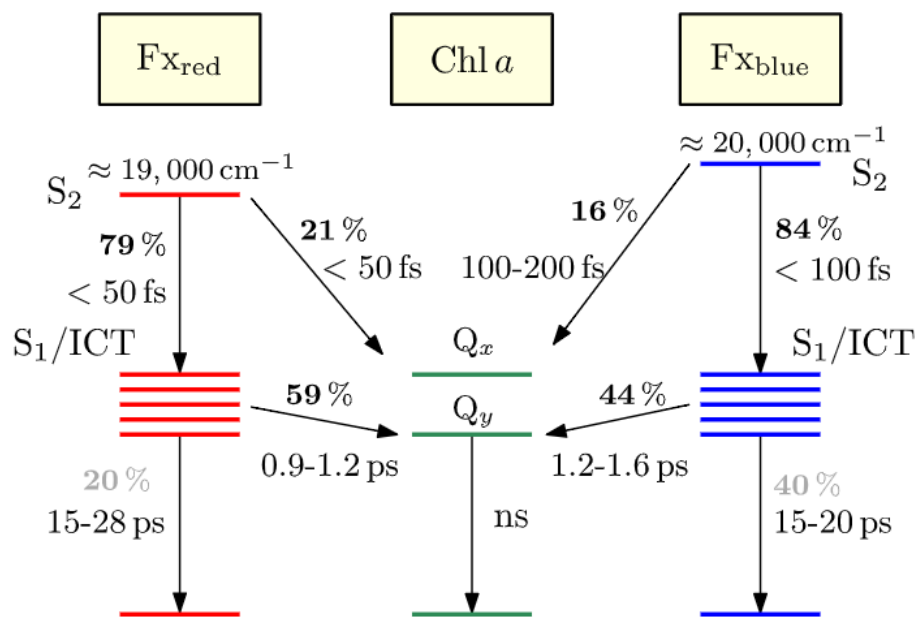 Fx_red
Chl a
Fx_blue
≈ 19,000 cm⁻¹
≈ 20,000 cm⁻¹
S₂
S₂
79 %
21 %
16 %
84 %
< 50 fs
< 50 fs
100-200 fs
< 100 fs
S₁/ICT
Qₓ
S₁/ICT
59 %
Q_y
44 %
0.9-1.2 ps
1.2-1.6 ps
20 %
40 %
15-28 ps
ns
15-20 ps